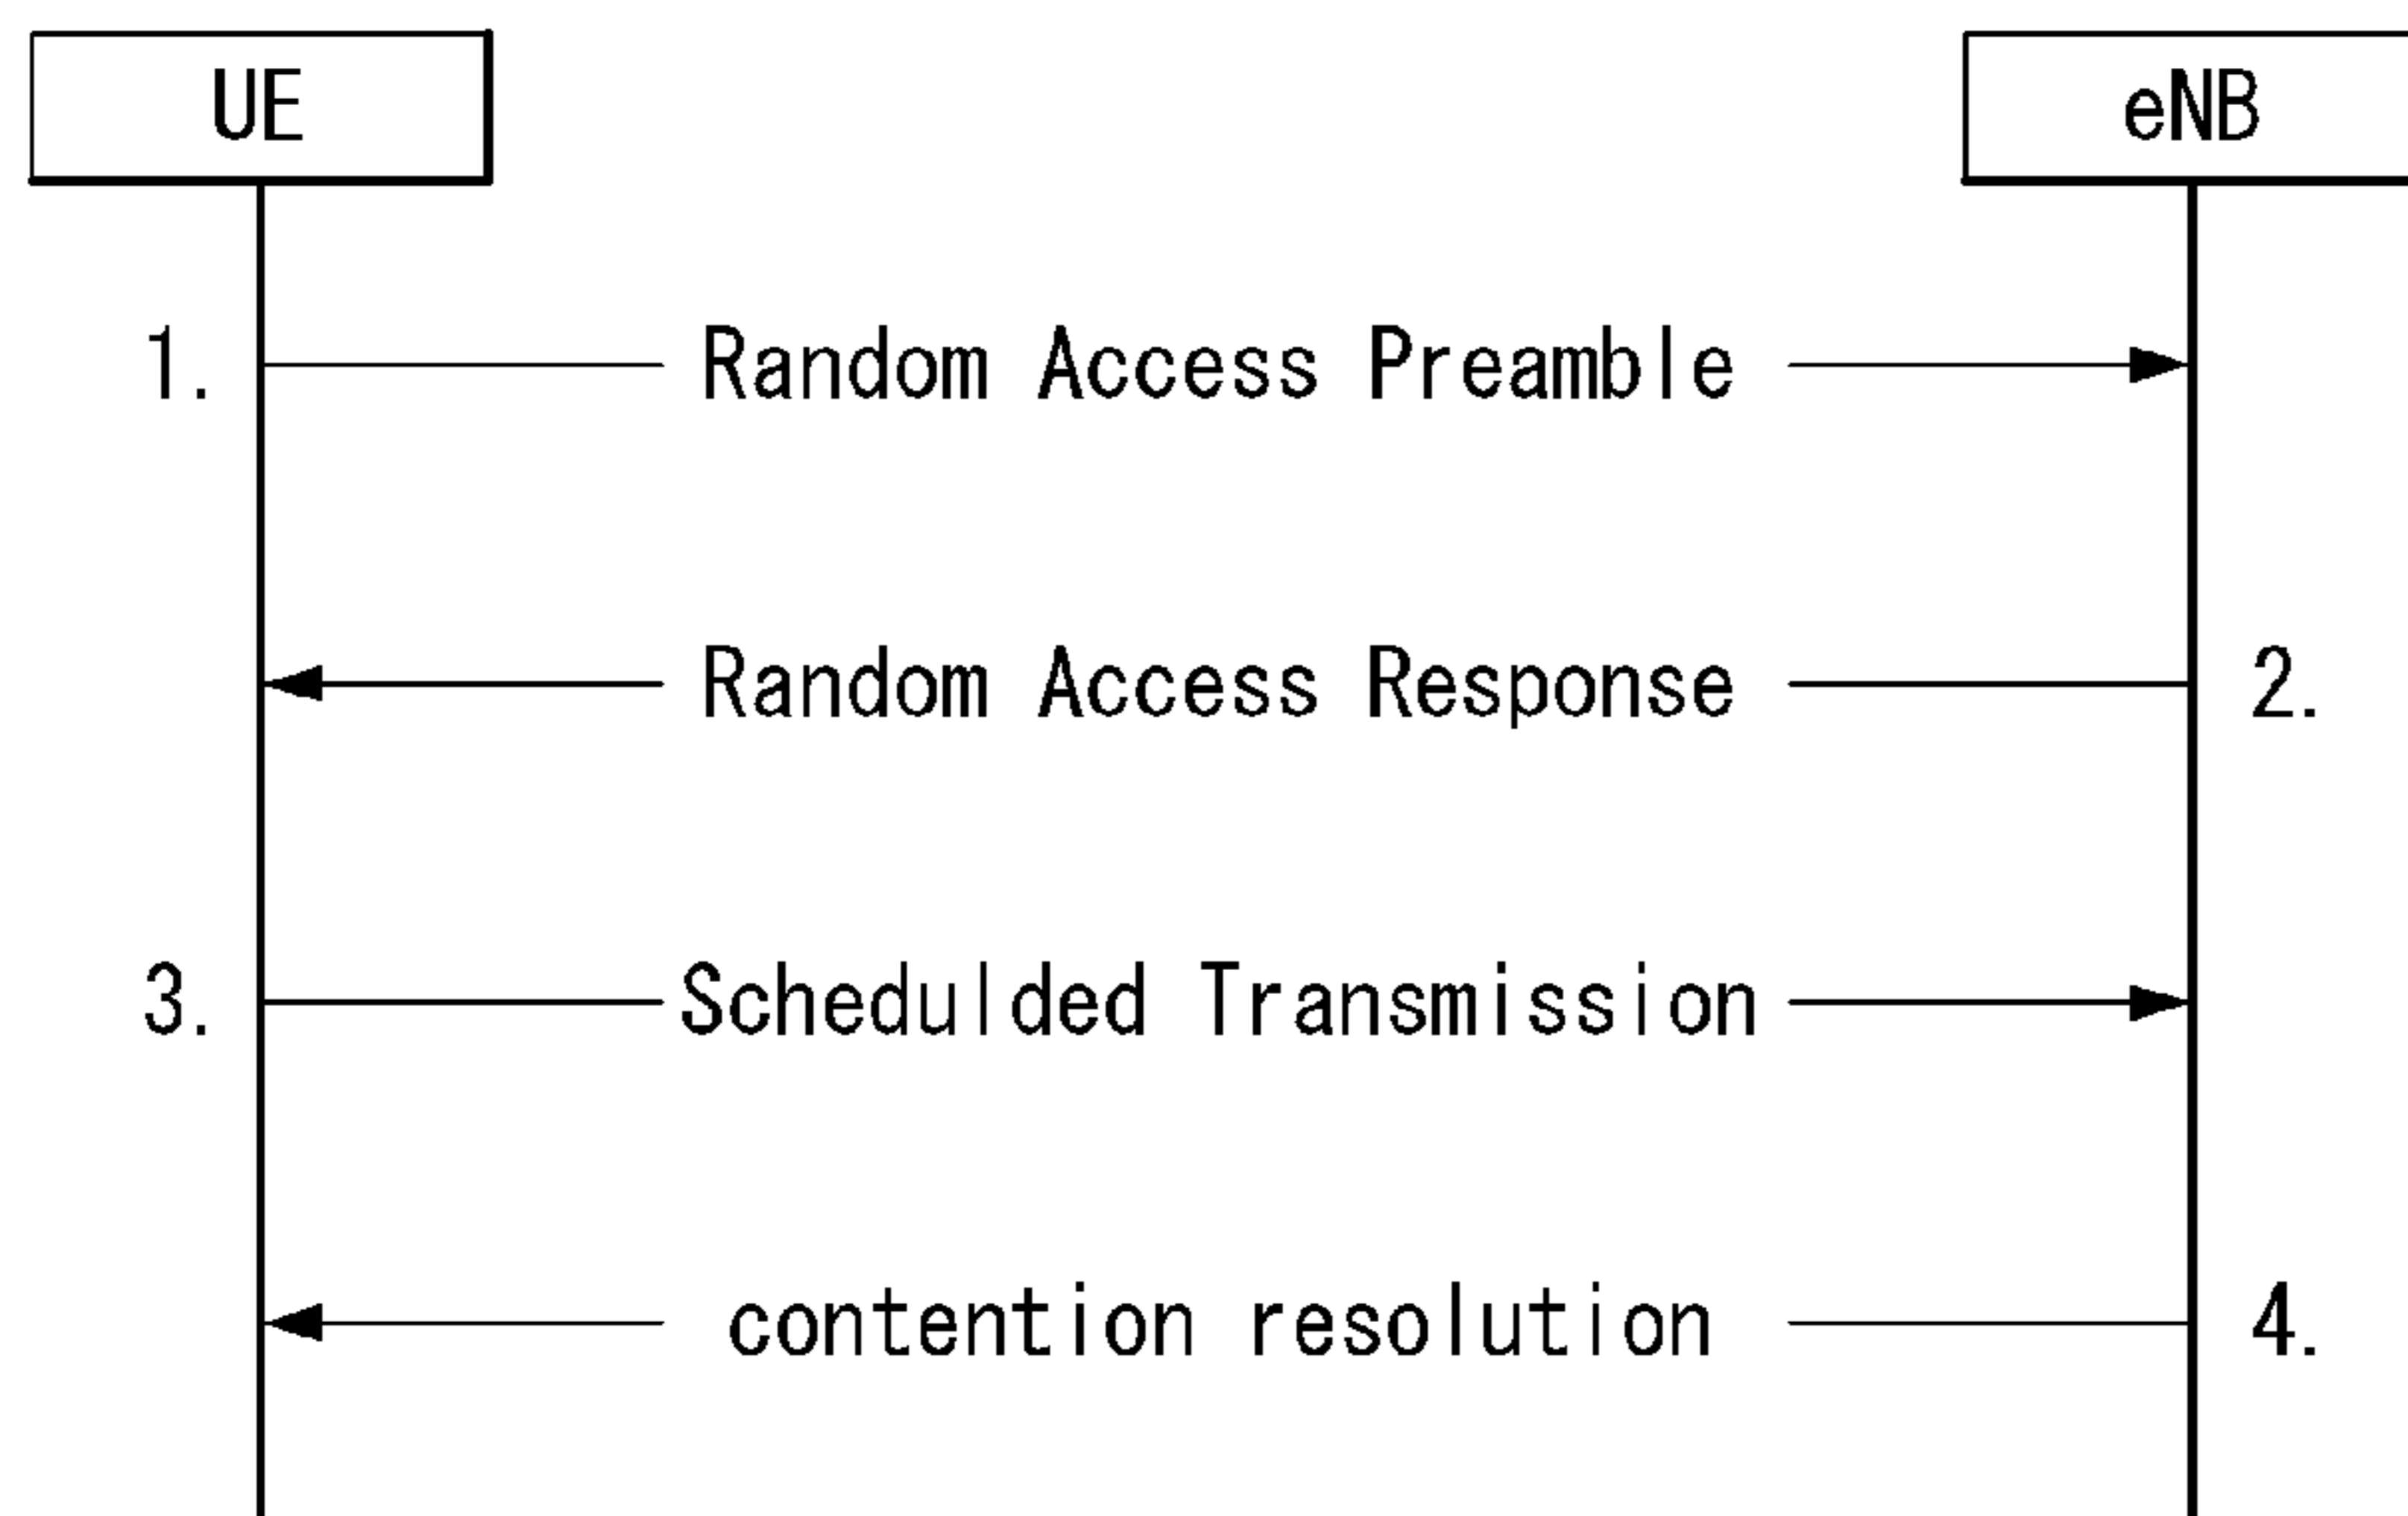 UE
eNB
1. Random Access Preamble
Random Access Response 2.
3. Schedulded Transmission
contention resolution 4.